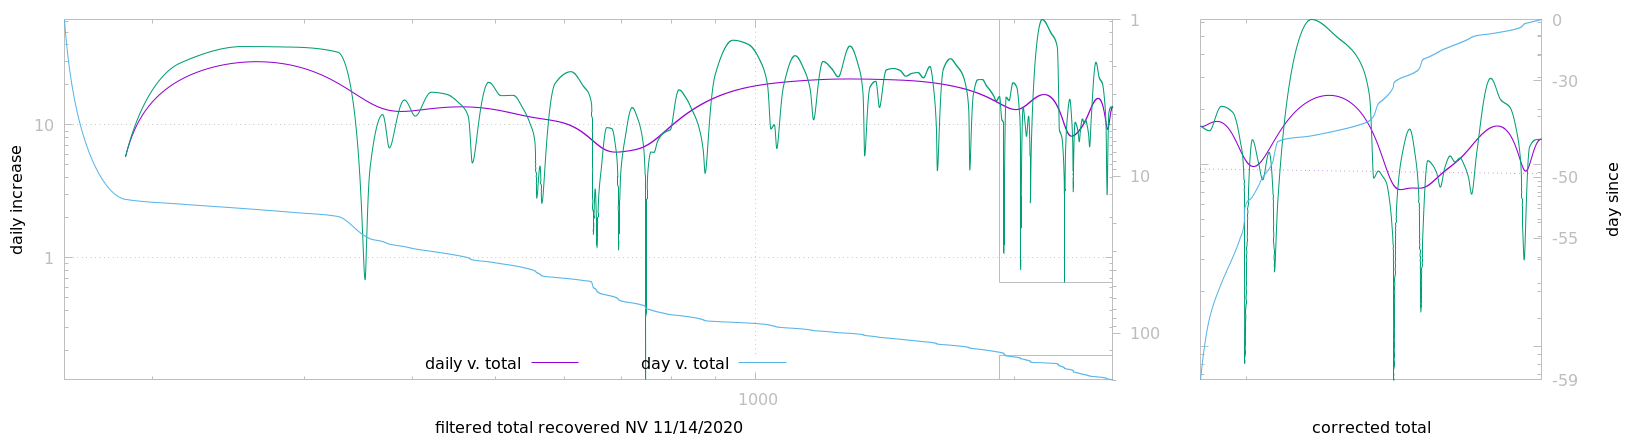 daily increase
10
1
1
10
100
daily v. total
day v. total
1000
filtered total recovered NV 11/14/2020
0
-30
-50
-55
-59
day since
corrected total